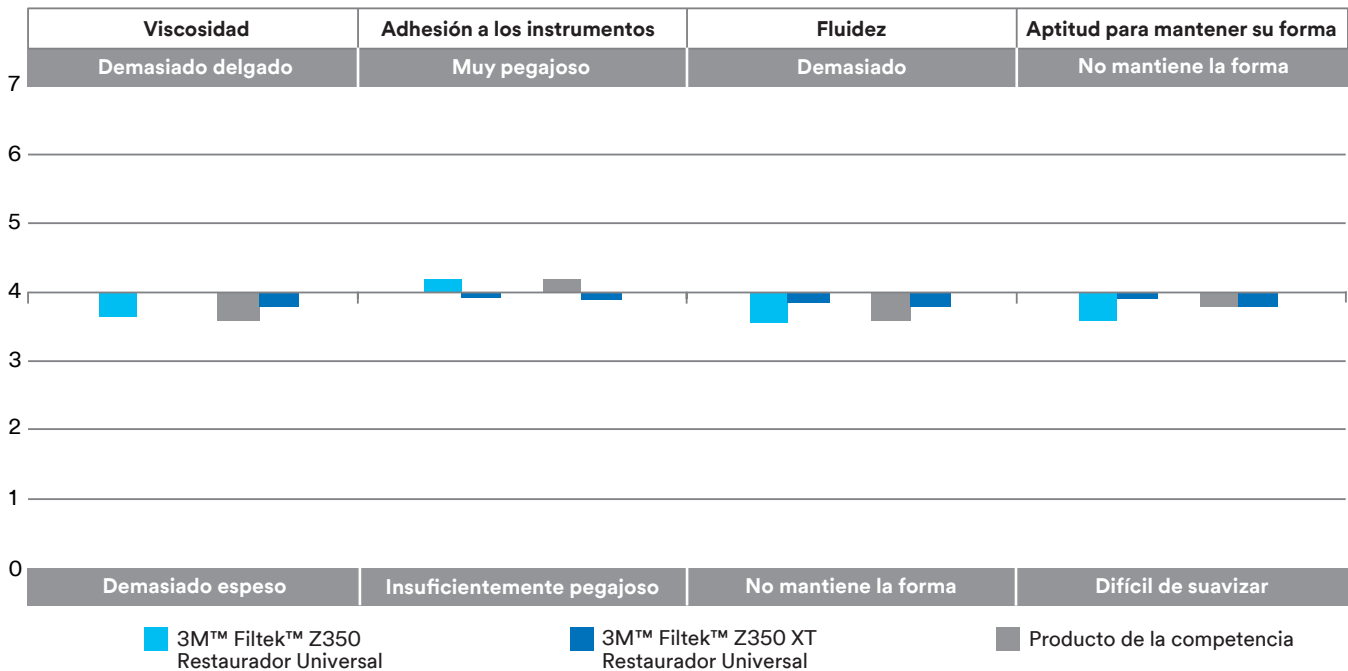 Viscosidad
Adhesión a los instrumentos
Fluidez
Aptitud para mantener su forma
Demasiado delgado
Muy pegajoso
Demasiado
No mantiene la forma
7
6
5
4
3
2
1
0
Demasiado espeso
Insuficientemente pegajoso
No mantiene la forma
Difícil de suavizar
3M™ Filtek™ Z350
Restaurador Universal
3M™ Filtek™ Z350 XT
Restaurador Universal
Producto de la competencia